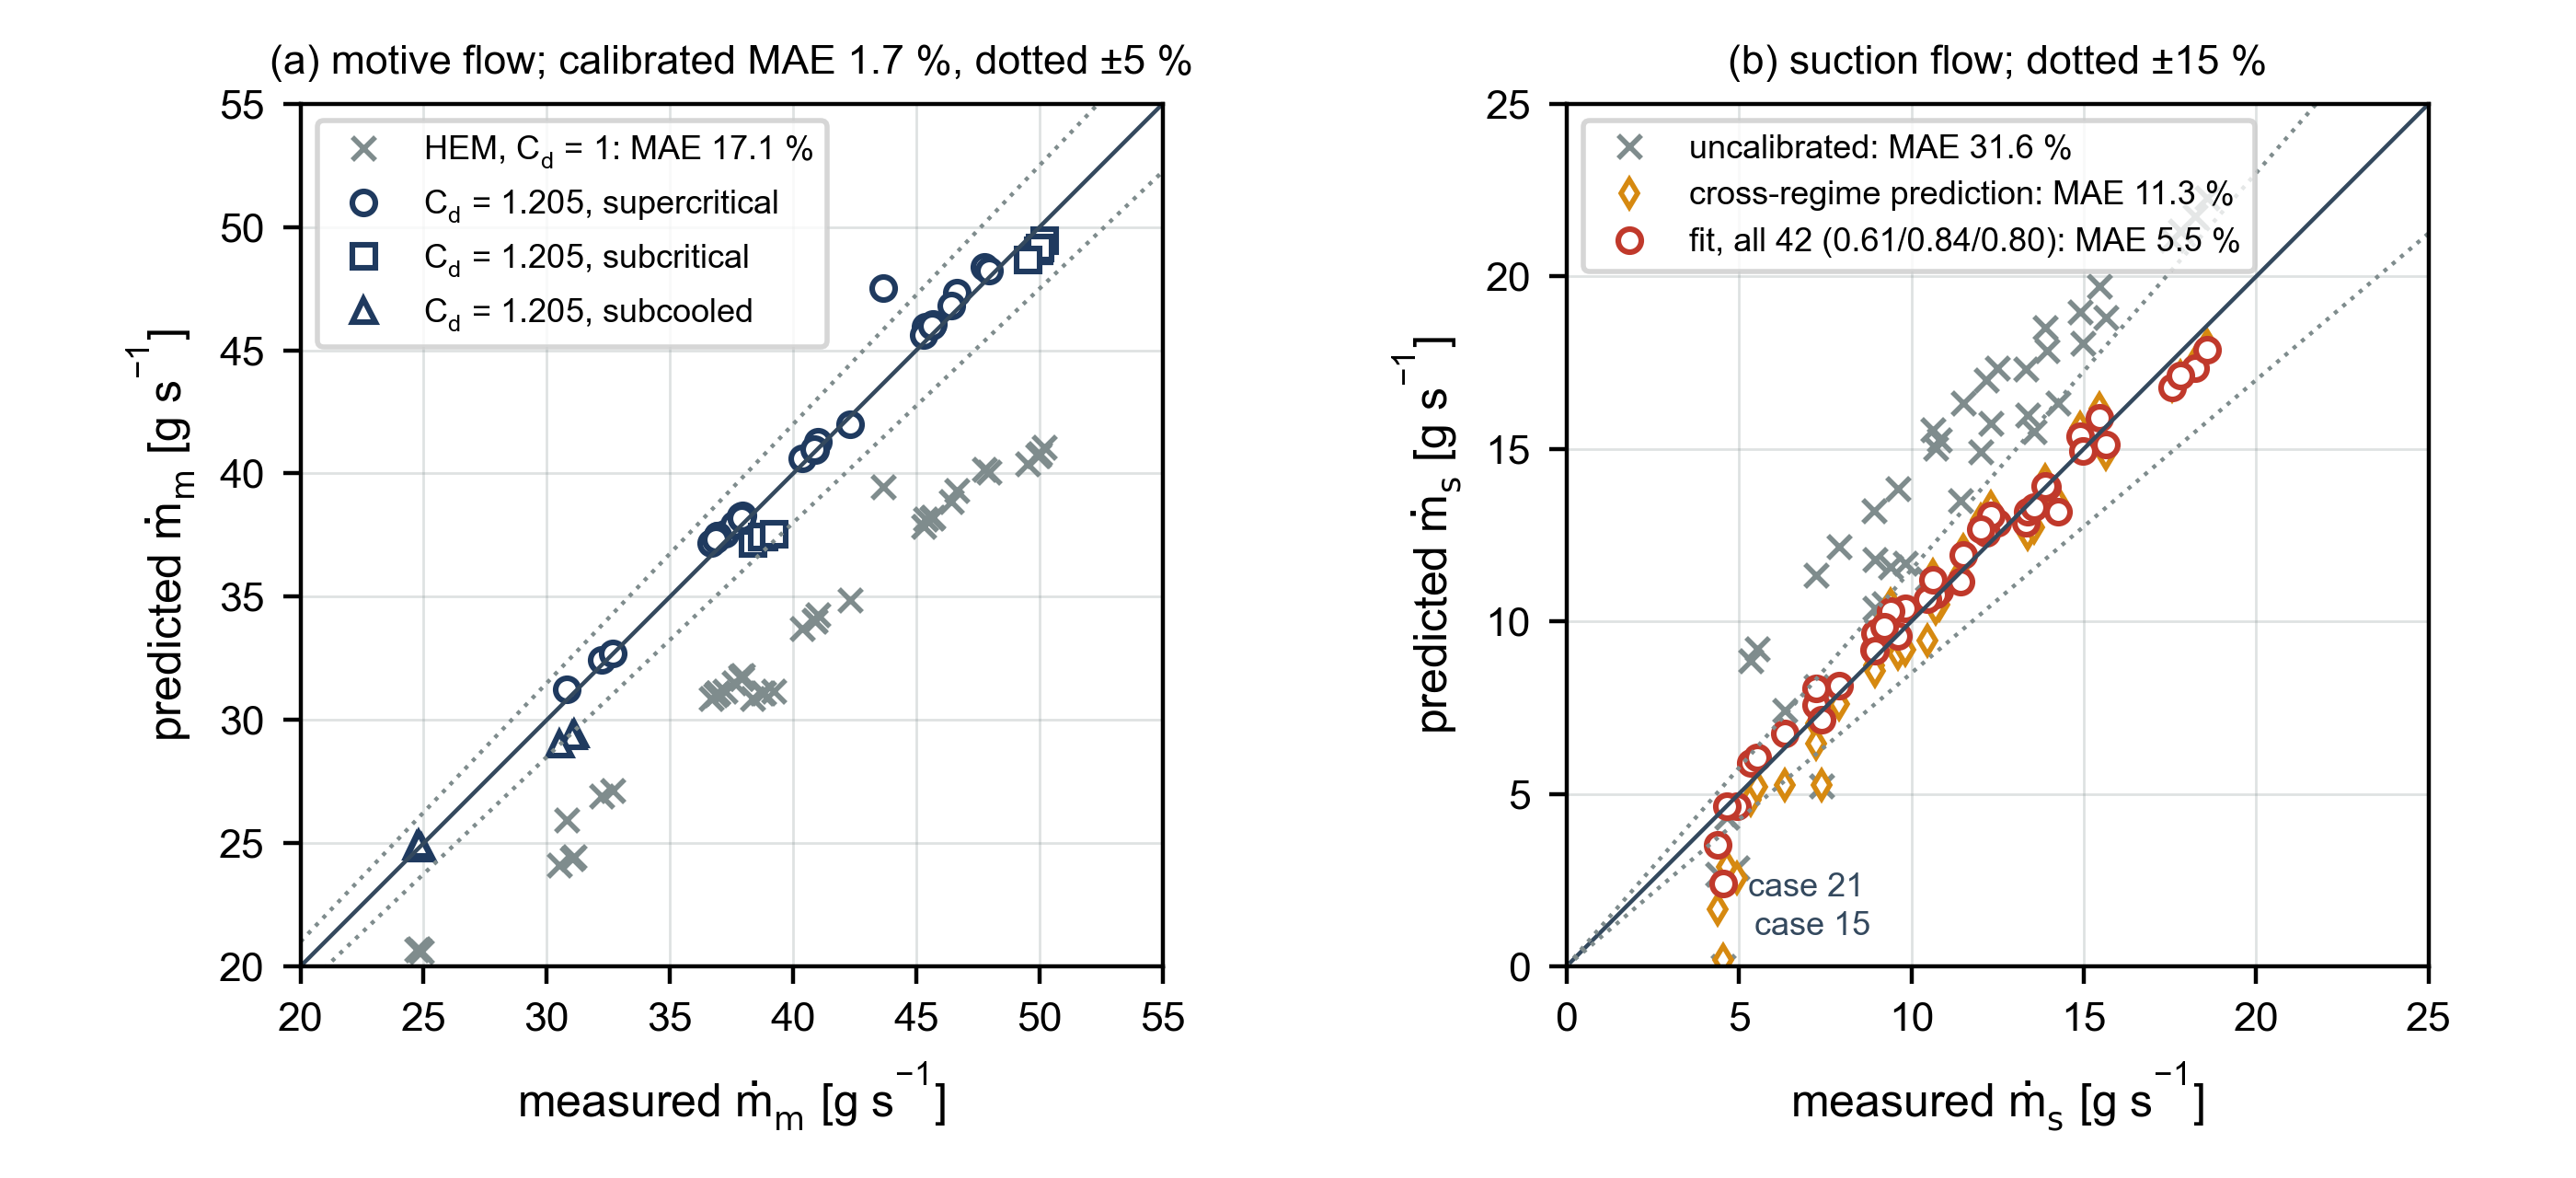 (a) motive flow; calibrated MAE 1.7 %, dotted ±5 %
55
50
45
40
35
30
25
20
predicted ṁm [g s−1]
HEM, Cd = 1: MAE 17.1 %
Cd = 1.205, supercritical
Cd = 1.205, subcritical
Cd = 1.205, subcooled
20 25 30 35 40 45 50 55
measured ṁm [g s−1]
(b) suction flow; dotted ±15 %
25
20
15
10
5
0
predicted ṁs [g s−1]
uncalibrated: MAE 31.6 %
cross-regime prediction: MAE 11.3 %
fit, all 42 (0.61/0.84/0.80): MAE 5.5 %
case 21
case 15
0 5 10 15 20 25
measured ṁs [g s−1]